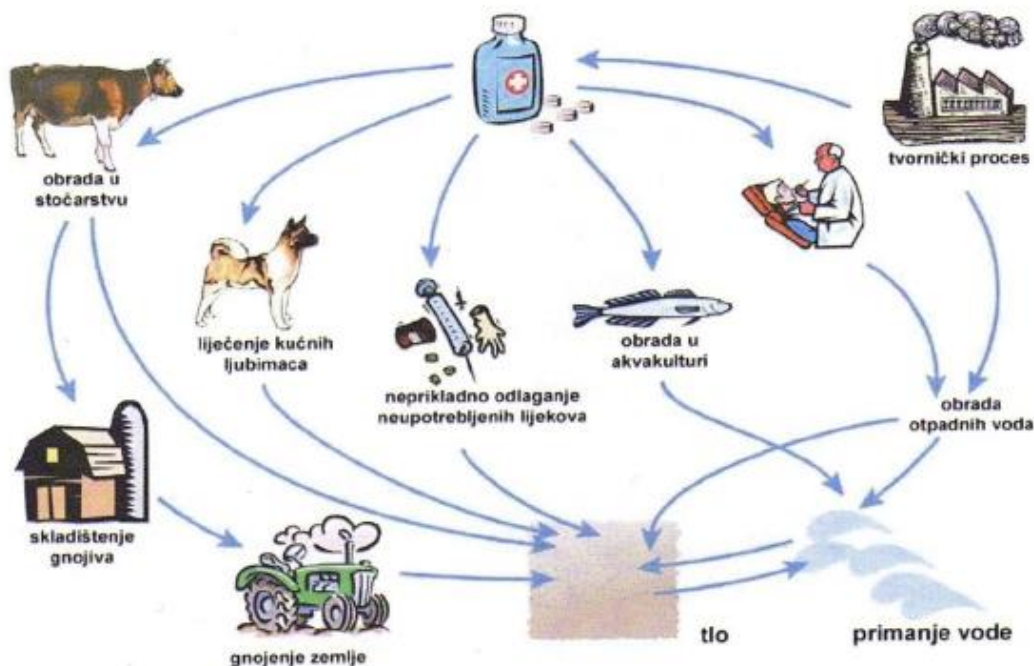 tvornički proces
obrada u
stočarstvu
liječenje kućnih
ljubimaca
neprikladno odlaganje
neupotrebljenih lijekova
obrada u
akvakulturi
obrada
otpadnih voda
skladištenje
gnojiva
gnojenje zemlje
tlo
primanje vode